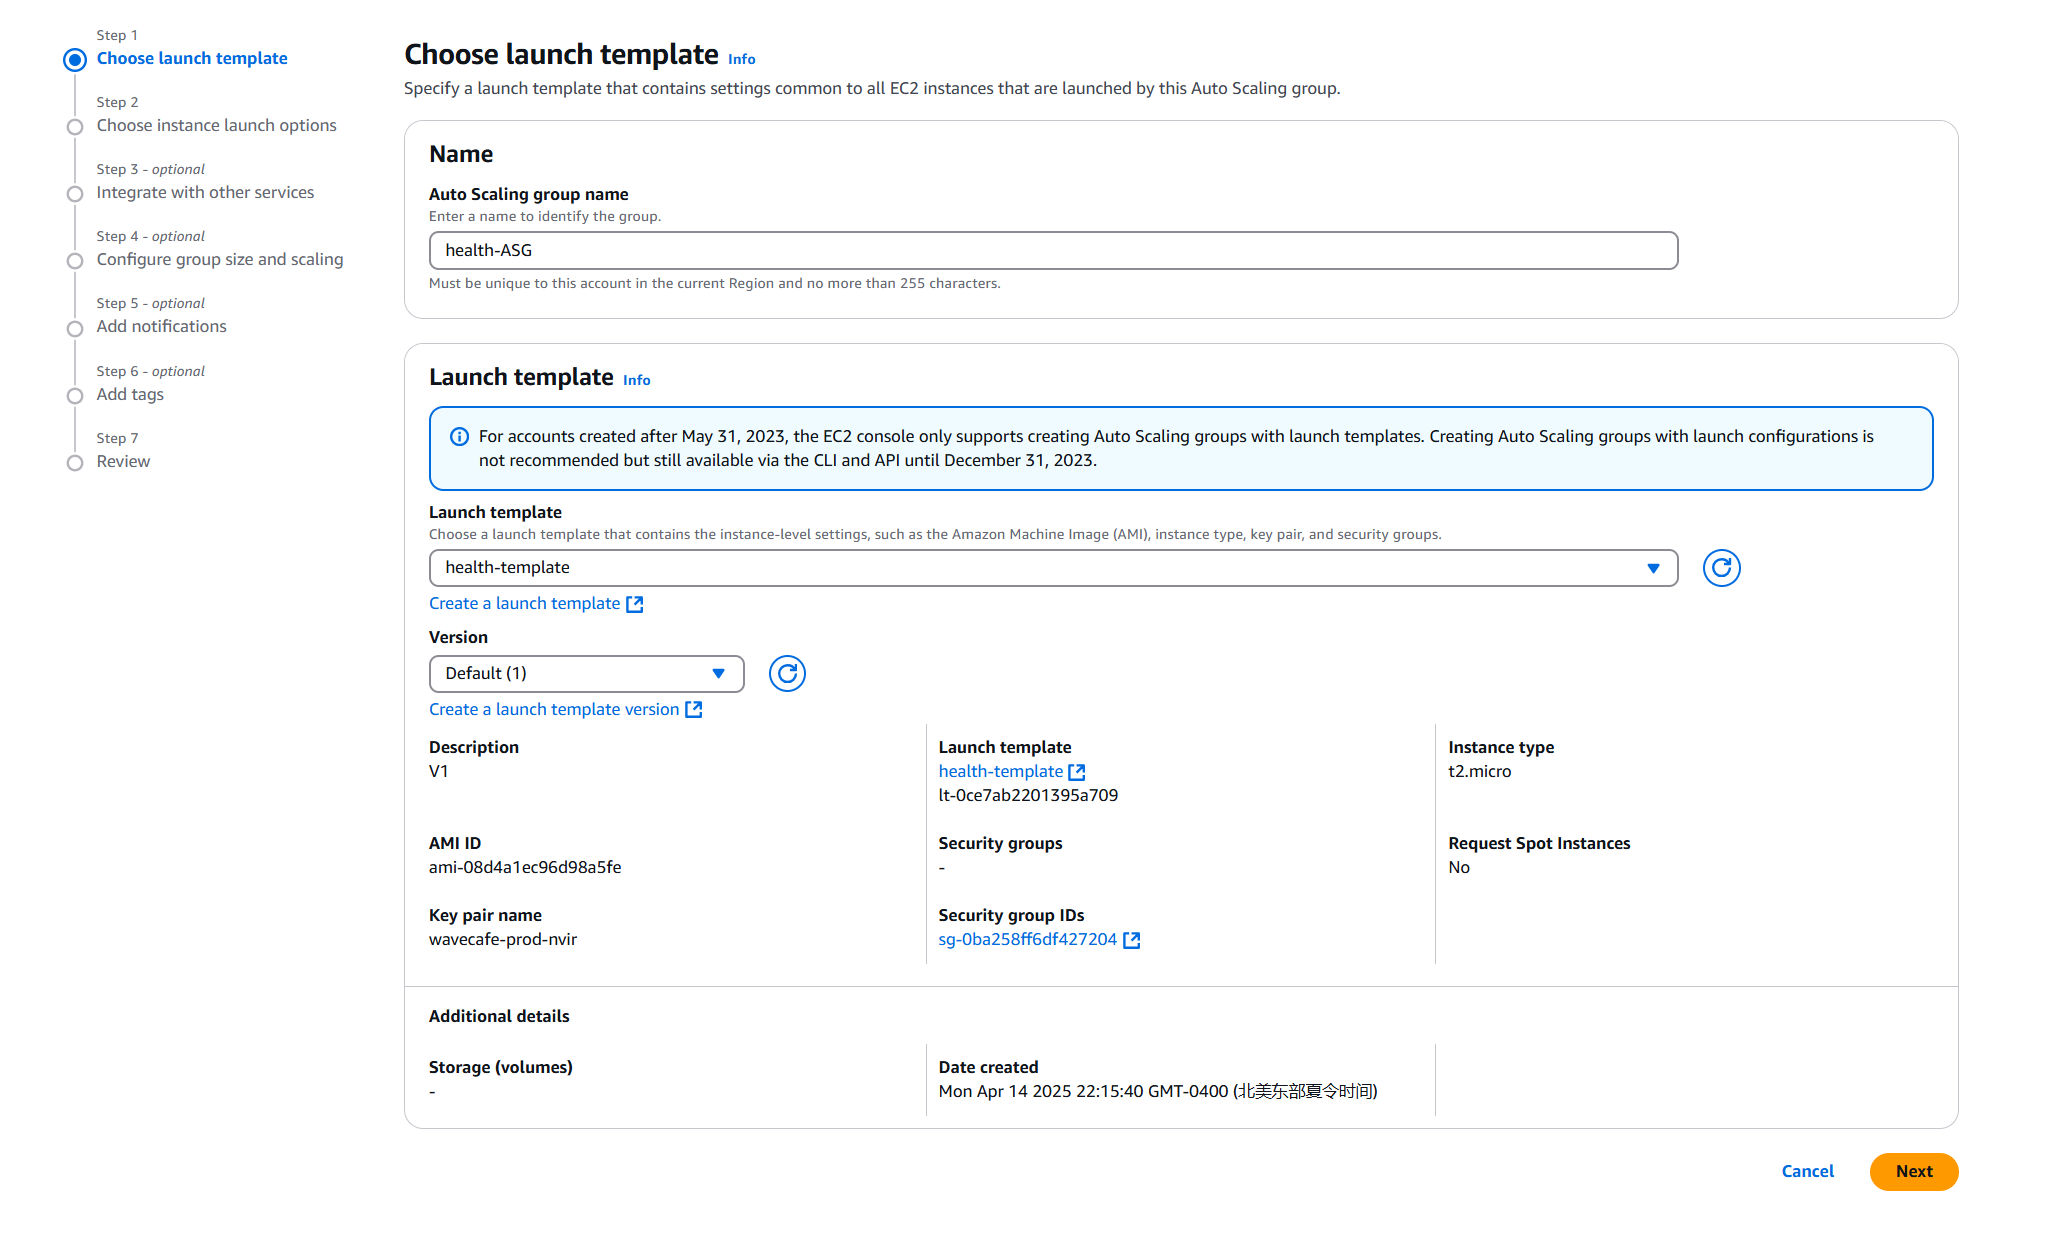 Step 1
Choose launch template
Step 2
Choose instance launch options
Step 3 - optional
Integrate with other services
Step 4 - optional
Configure group size and scaling
Step 5 - optional
Add notifications
Step 6 - optional
Add tags
Step 7
Review
Choose launch template Info
Specify a launch template that contains settings common to all EC2 instances that are launched by this Auto Scaling group.
Name
Auto Scaling group name
Enter a name to identify the group.
health-ASG
Must be unique to this account in the current Region and no more than 255 characters.
Launch template Info
For accounts created after May 31, 2023, the EC2 console only supports creating Auto Scaling groups with launch templates. Creating Auto Scaling groups with launch configurations is
not recommended but still available via the CLI and API until December 31, 2023.
Launch template
Choose a launch template that contains the instance-level settings, such as the Amazon Machine Image (AMI), instance type, key pair, and security groups.
health-template
Create a launch template
Version
Default (1)
Create a launch template version
Description
V1
Launch template
health-template
lt-0ce7ab2201395a709
Instance type
t2.micro
AMI ID
ami-08d4a1ec96d98a5fe
Security groups
-
Request Spot Instances
No
Key pair name
wavecafe-prod-nvir
Security group IDs
sg-0ba258ff6df427204
Additional details
Storage (volumes)
-
Date created
Mon Apr 14 2025 22:15:40 GMT-0400 (北美东部夏令时间)
Cancel
Next